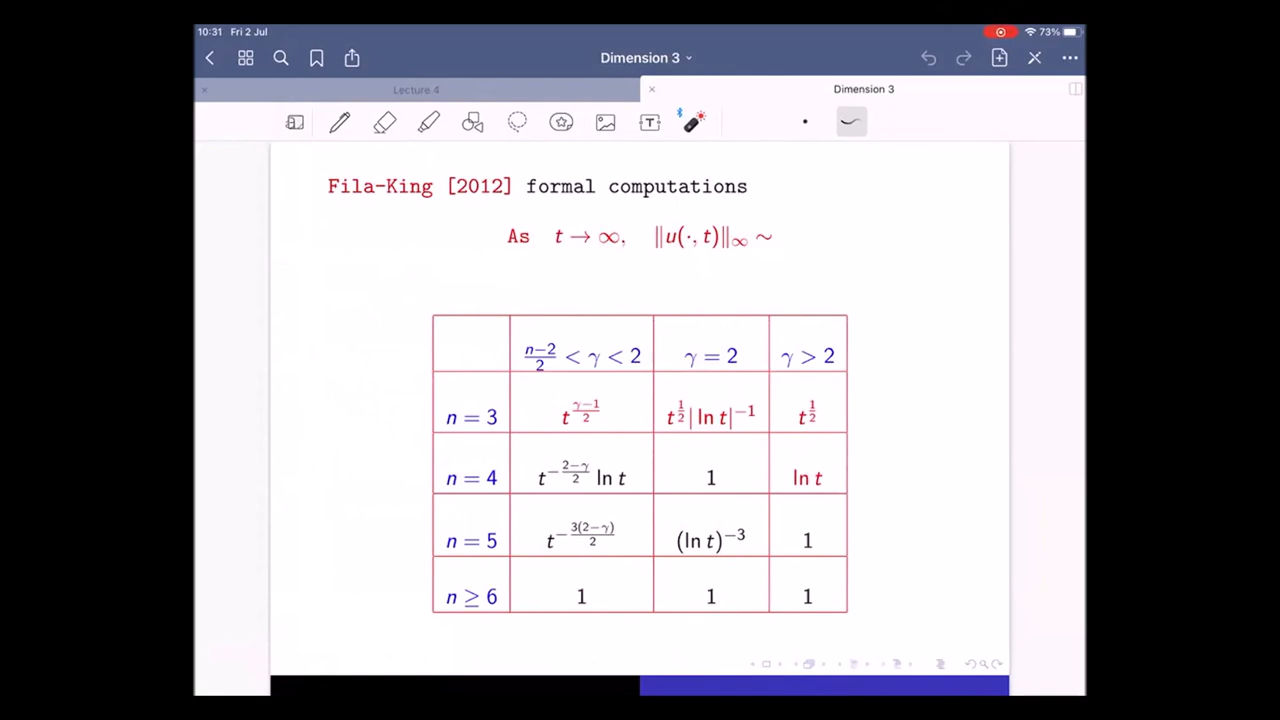 10:31 Fri 2 Jul 73%
Dimension 3
Lecture 4 Dimension 3
Fila-King [2012] formal computations
As t → ∞, ‖u(·, t)‖∞ ∼
(n−2)/2 < γ < 2 γ = 2 γ > 2
n = 3 t^((γ−1)/2) t^(1/2)|ln t|^(−1) t^(1/2)
n = 4 t^(−(2−γ)/2) ln t 1 ln t
n = 5 t^(−3(2−γ)/2) (ln t)^(−3) 1
n ≥ 6 1 1 1